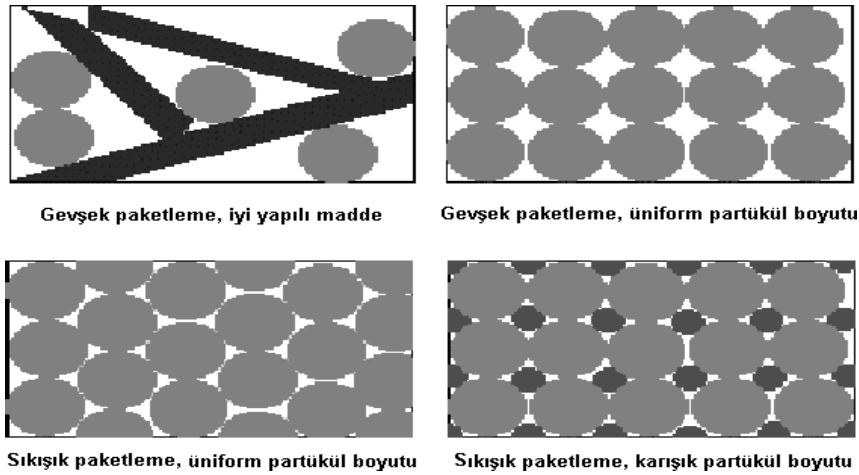 Gevşek paketleme, iyi yapılı madde
Gevşek paketleme, üniform partükül boyutu
Sıkışık paketleme, üniform partükül boyutu
Sıkışık paketleme, karışık partükül boyutu